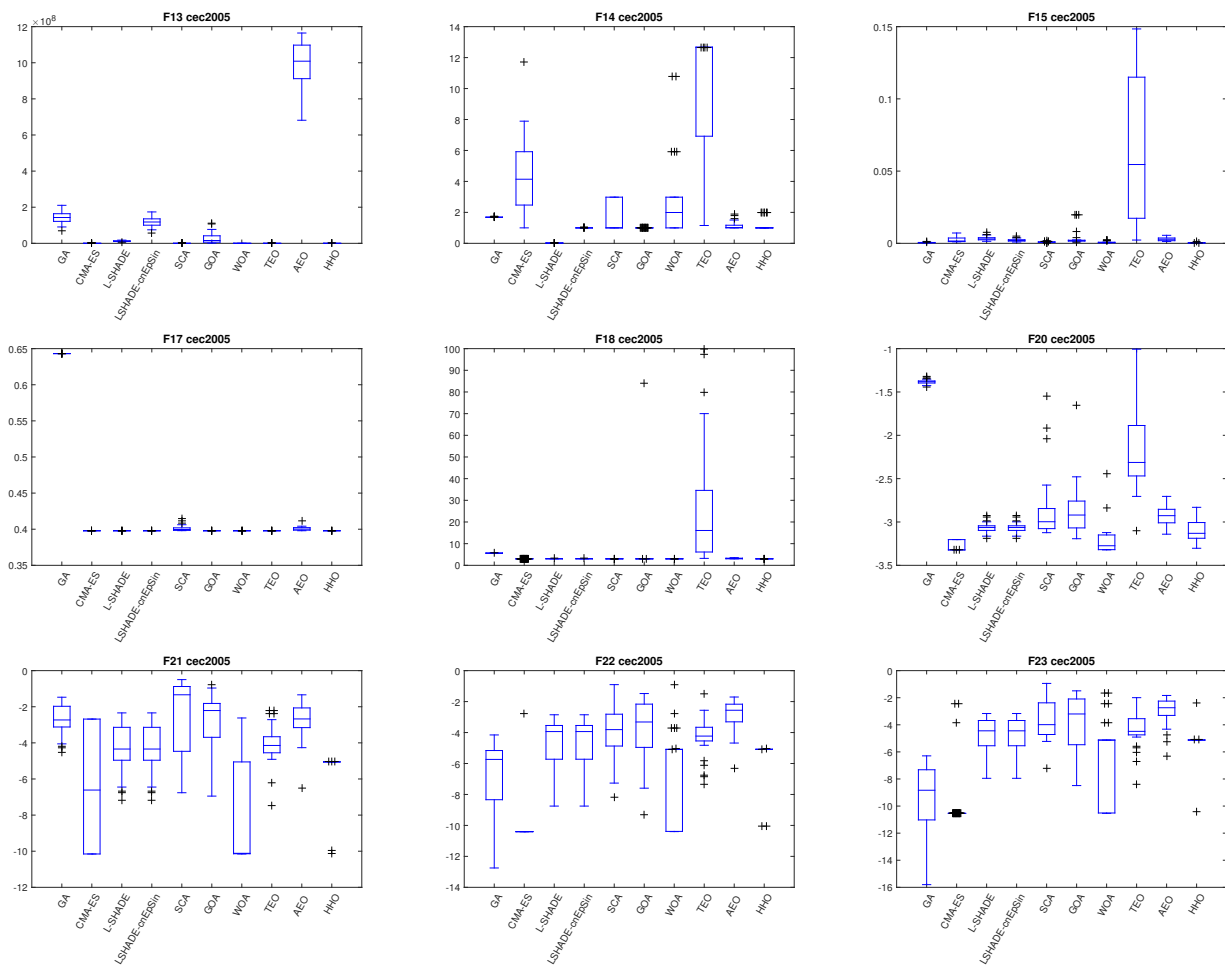 F13 cec2005
×10⁸
12
10
8
6
4
2
0
GA
CMA-ES
L-SHADE
LSHADE-cnEpSin
SCA
GOA
WOA
TEO
AEO
HHO
F14 cec2005
14
12
10
8
6
4
2
0
GA
CMA-ES
L-SHADE
LSHADE-cnEpSin
SCA
GOA
WOA
TEO
AEO
HHO
F15 cec2005
0.15
0.1
0.05
0
GA
CMA-ES
L-SHADE
LSHADE-cnEpSin
SCA
GOA
WOA
TEO
AEO
HHO
F17 cec2005
0.65
0.6
0.55
0.5
0.45
0.4
0.35
GA
CMA-ES
L-SHADE
LSHADE-cnEpSin
SCA
GOA
WOA
TEO
AEO
HHO
F18 cec2005
100
90
80
70
60
50
40
30
20
10
0
GA
CMA-ES
L-SHADE
LSHADE-cnEpSin
SCA
GOA
WOA
TEO
AEO
HHO
F20 cec2005
-1
-1.5
-2
-2.5
-3
-3.5
GA
CMA-ES
L-SHADE
LSHADE-cnEpSin
SCA
GOA
WOA
TEO
AEO
HHO
F21 cec2005
0
-2
-4
-6
-8
-10
-12
GA
CMA-ES
L-SHADE
LSHADE-cnEpSin
SCA
GOA
WOA
TEO
AEO
HHO
F22 cec2005
0
-2
-4
-6
-8
-10
-12
-14
GA
CMA-ES
L-SHADE
LSHADE-cnEpSin
SCA
GOA
WOA
TEO
AEO
HHO
F23 cec2005
0
-2
-4
-6
-8
-10
-12
-14
-16
GA
CMA-ES
L-SHADE
LSHADE-cnEpSin
SCA
GOA
WOA
TEO
AEO
HHO